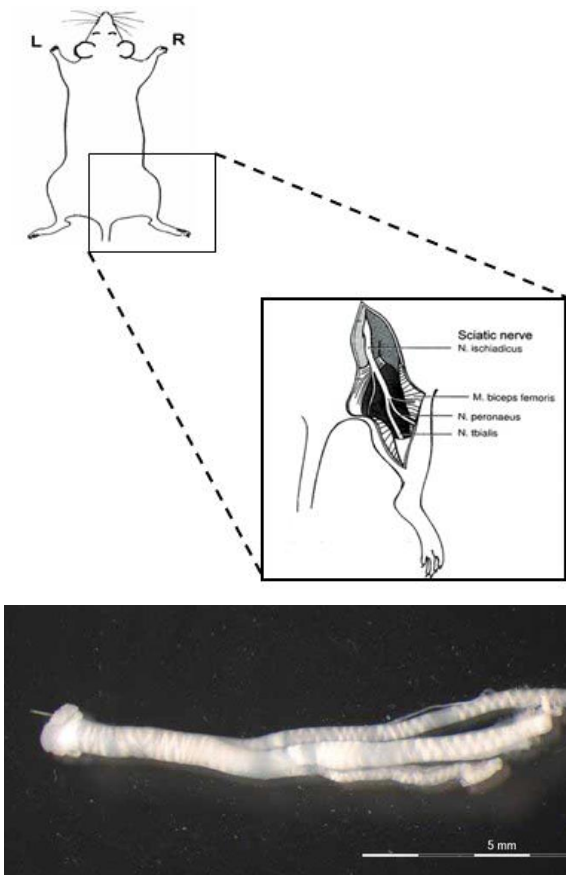 L
R
Sciatic nerve
N. ischiadicus
M. biceps femoris
N. peronaeus
N. tbialis
5 mm